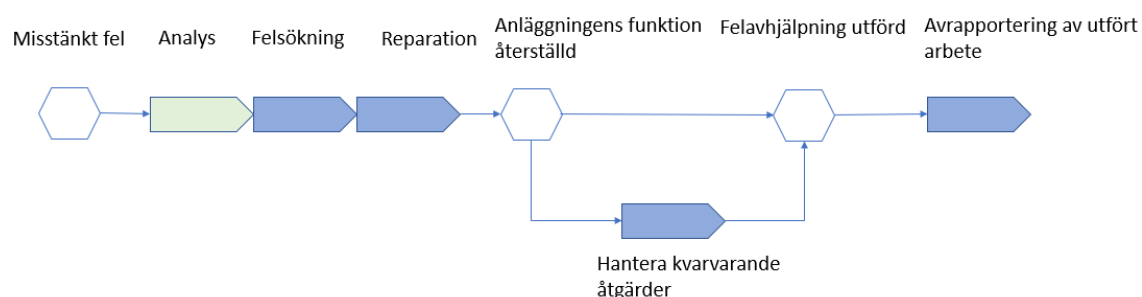 Misstänkt fel
Analys
Felsökning
Reparation
Anläggningens funktion
återställd
Felavhjälpning utförd
Avrapportering av utfört
arbete
Hantera kvarvarande
åtgärder